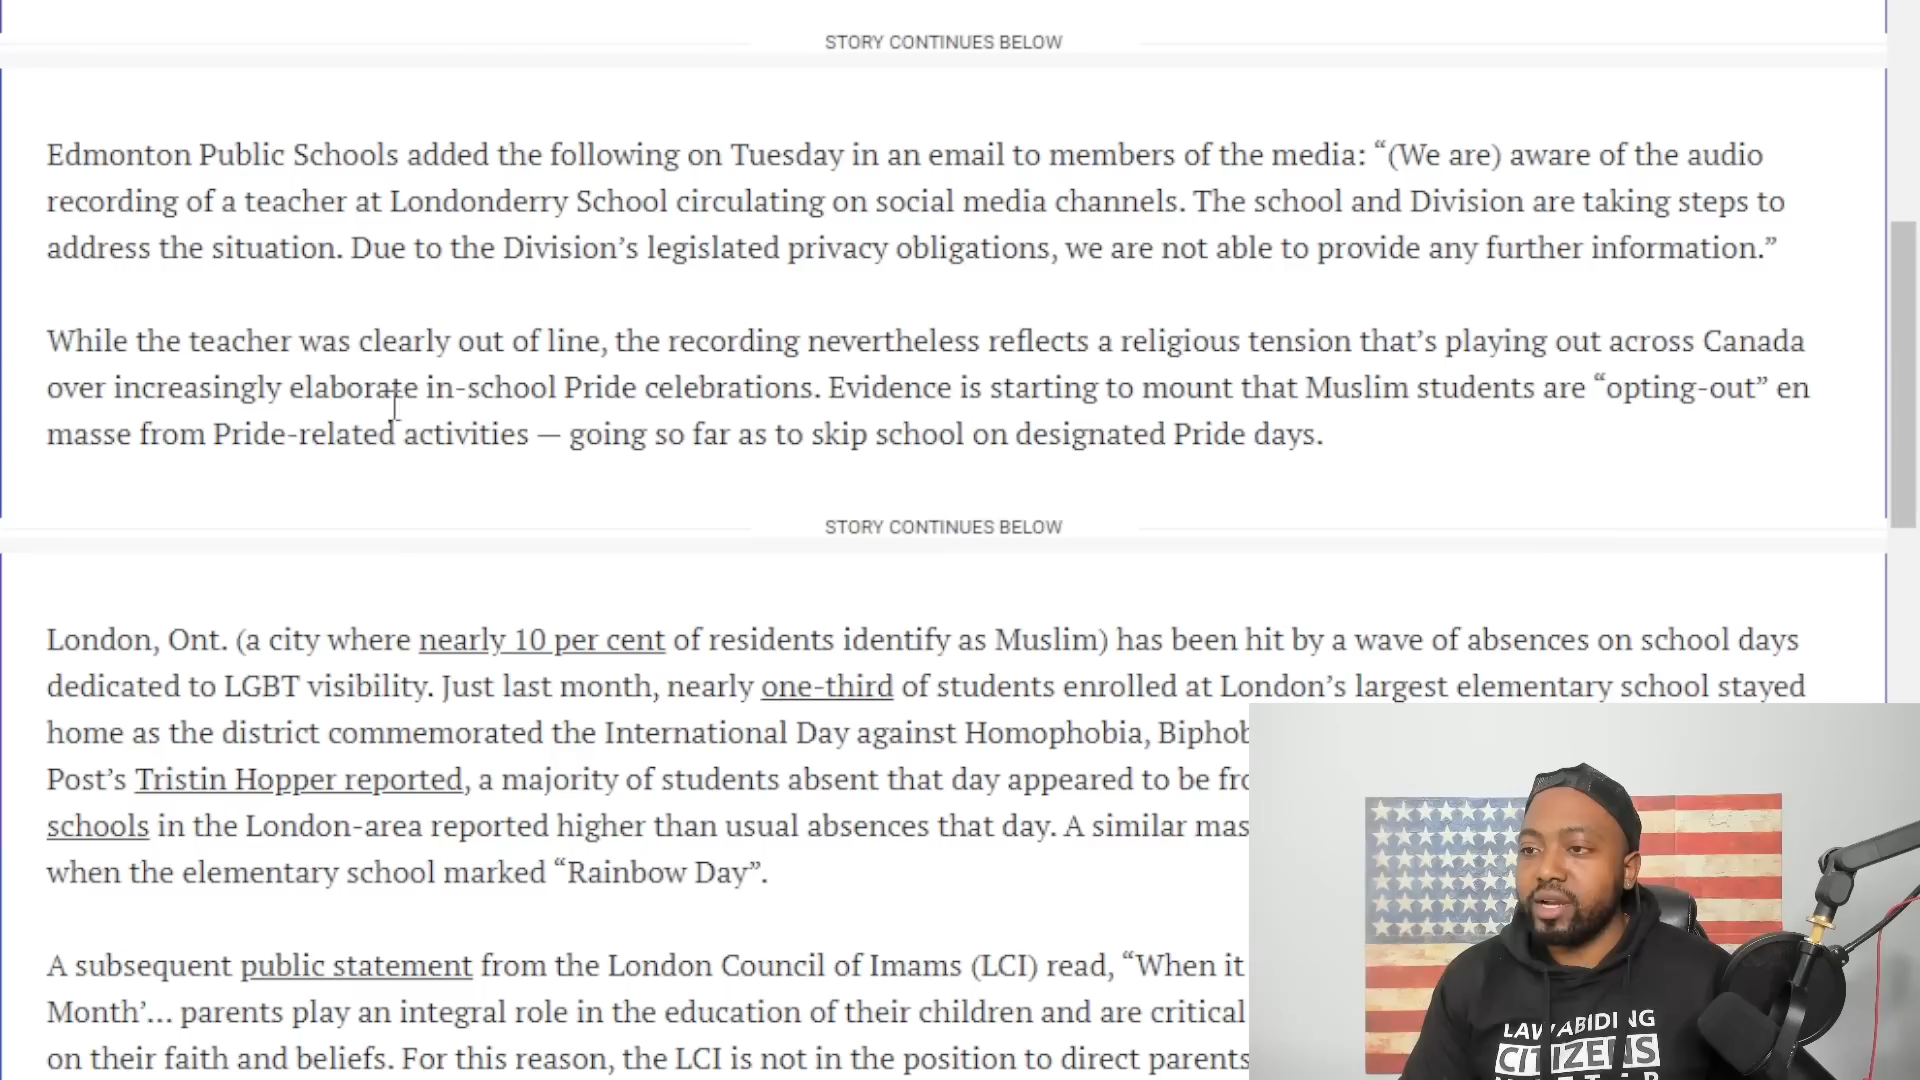 STORY CONTINUES BELOW
Edmonton Public Schools added the following on Tuesday in an email to members of the media: “(We are) aware of the audio
recording of a teacher at Londonderry School circulating on social media channels. The school and Division are taking steps to
address the situation. Due to the Division’s legislated privacy obligations, we are not able to provide any further information.”
While the teacher was clearly out of line, the recording nevertheless reflects a religious tension that’s playing out across Canada
over increasingly elaborate in-school Pride celebrations. Evidence is starting to mount that Muslim students are “opting-out” en
masse from Pride-related activities — going so far as to skip school on designated Pride days.
STORY CONTINUES BELOW
London, Ont. (a city where nearly 10 per cent of residents identify as Muslim) has been hit by a wave of absences on school days
dedicated to LGBT visibility. Just last month, nearly one-third of students enrolled at London’s largest elementary school stayed
home as the district commemorated the International Day against Homophobia, Biphob
Post’s Tristin Hopper reported, a majority of students absent that day appeared to be fro
schools in the London-area reported higher than usual absences that day. A similar mas
when the elementary school marked “Rainbow Day”.
A subsequent public statement from the London Council of Imams (LCI) read, “When it
Month’... parents play an integral role in the education of their children and are critical
on their faith and beliefs. For this reason, the LCI is not in the position to direct parents
LAW ABIDING
CITIZENS